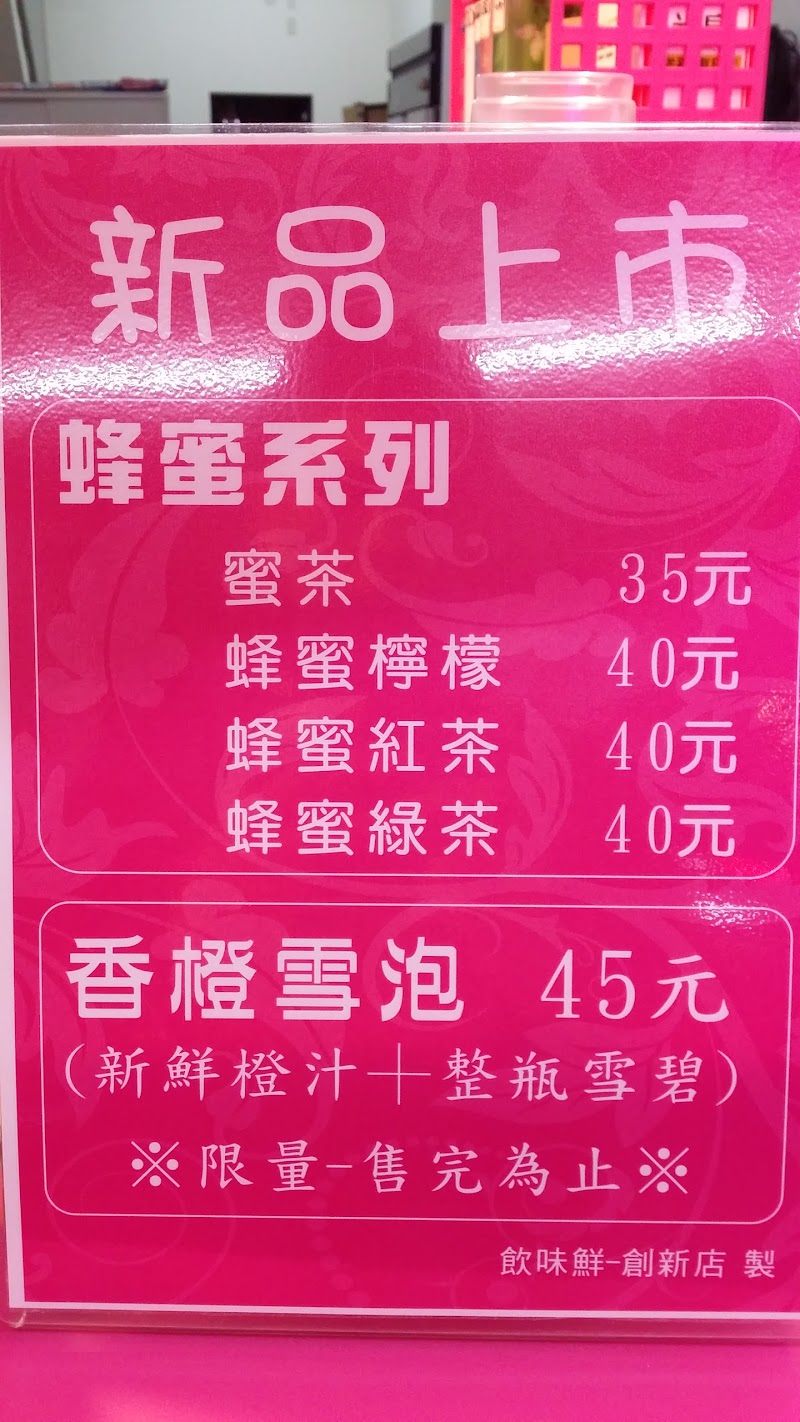 新品上市
蜂蜜系列
蜜茶 35元
蜂蜜檸檬 40元
蜂蜜紅茶 40元
蜂蜜綠茶 40元
香橙雪泡 45元
(新鮮橙汁＋整瓶雪碧)
※限量-售完為止※
飲味鮮-創新店 製